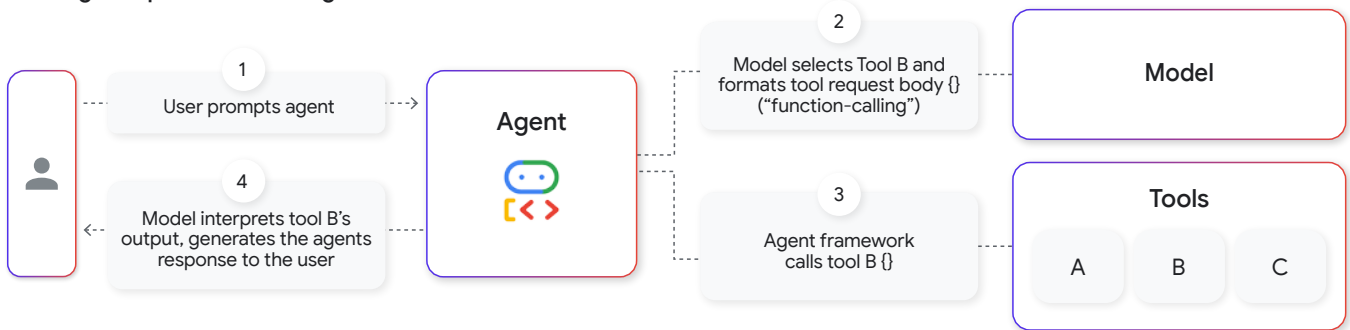 1
User prompts agent
4
Model interprets tool B's
output, generates the agents
response to the user
Agent
2
Model selects Tool B and
formats tool request body {}
("function-calling")
3
Agent framework
calls tool B {}
Model
Tools
A
B
C